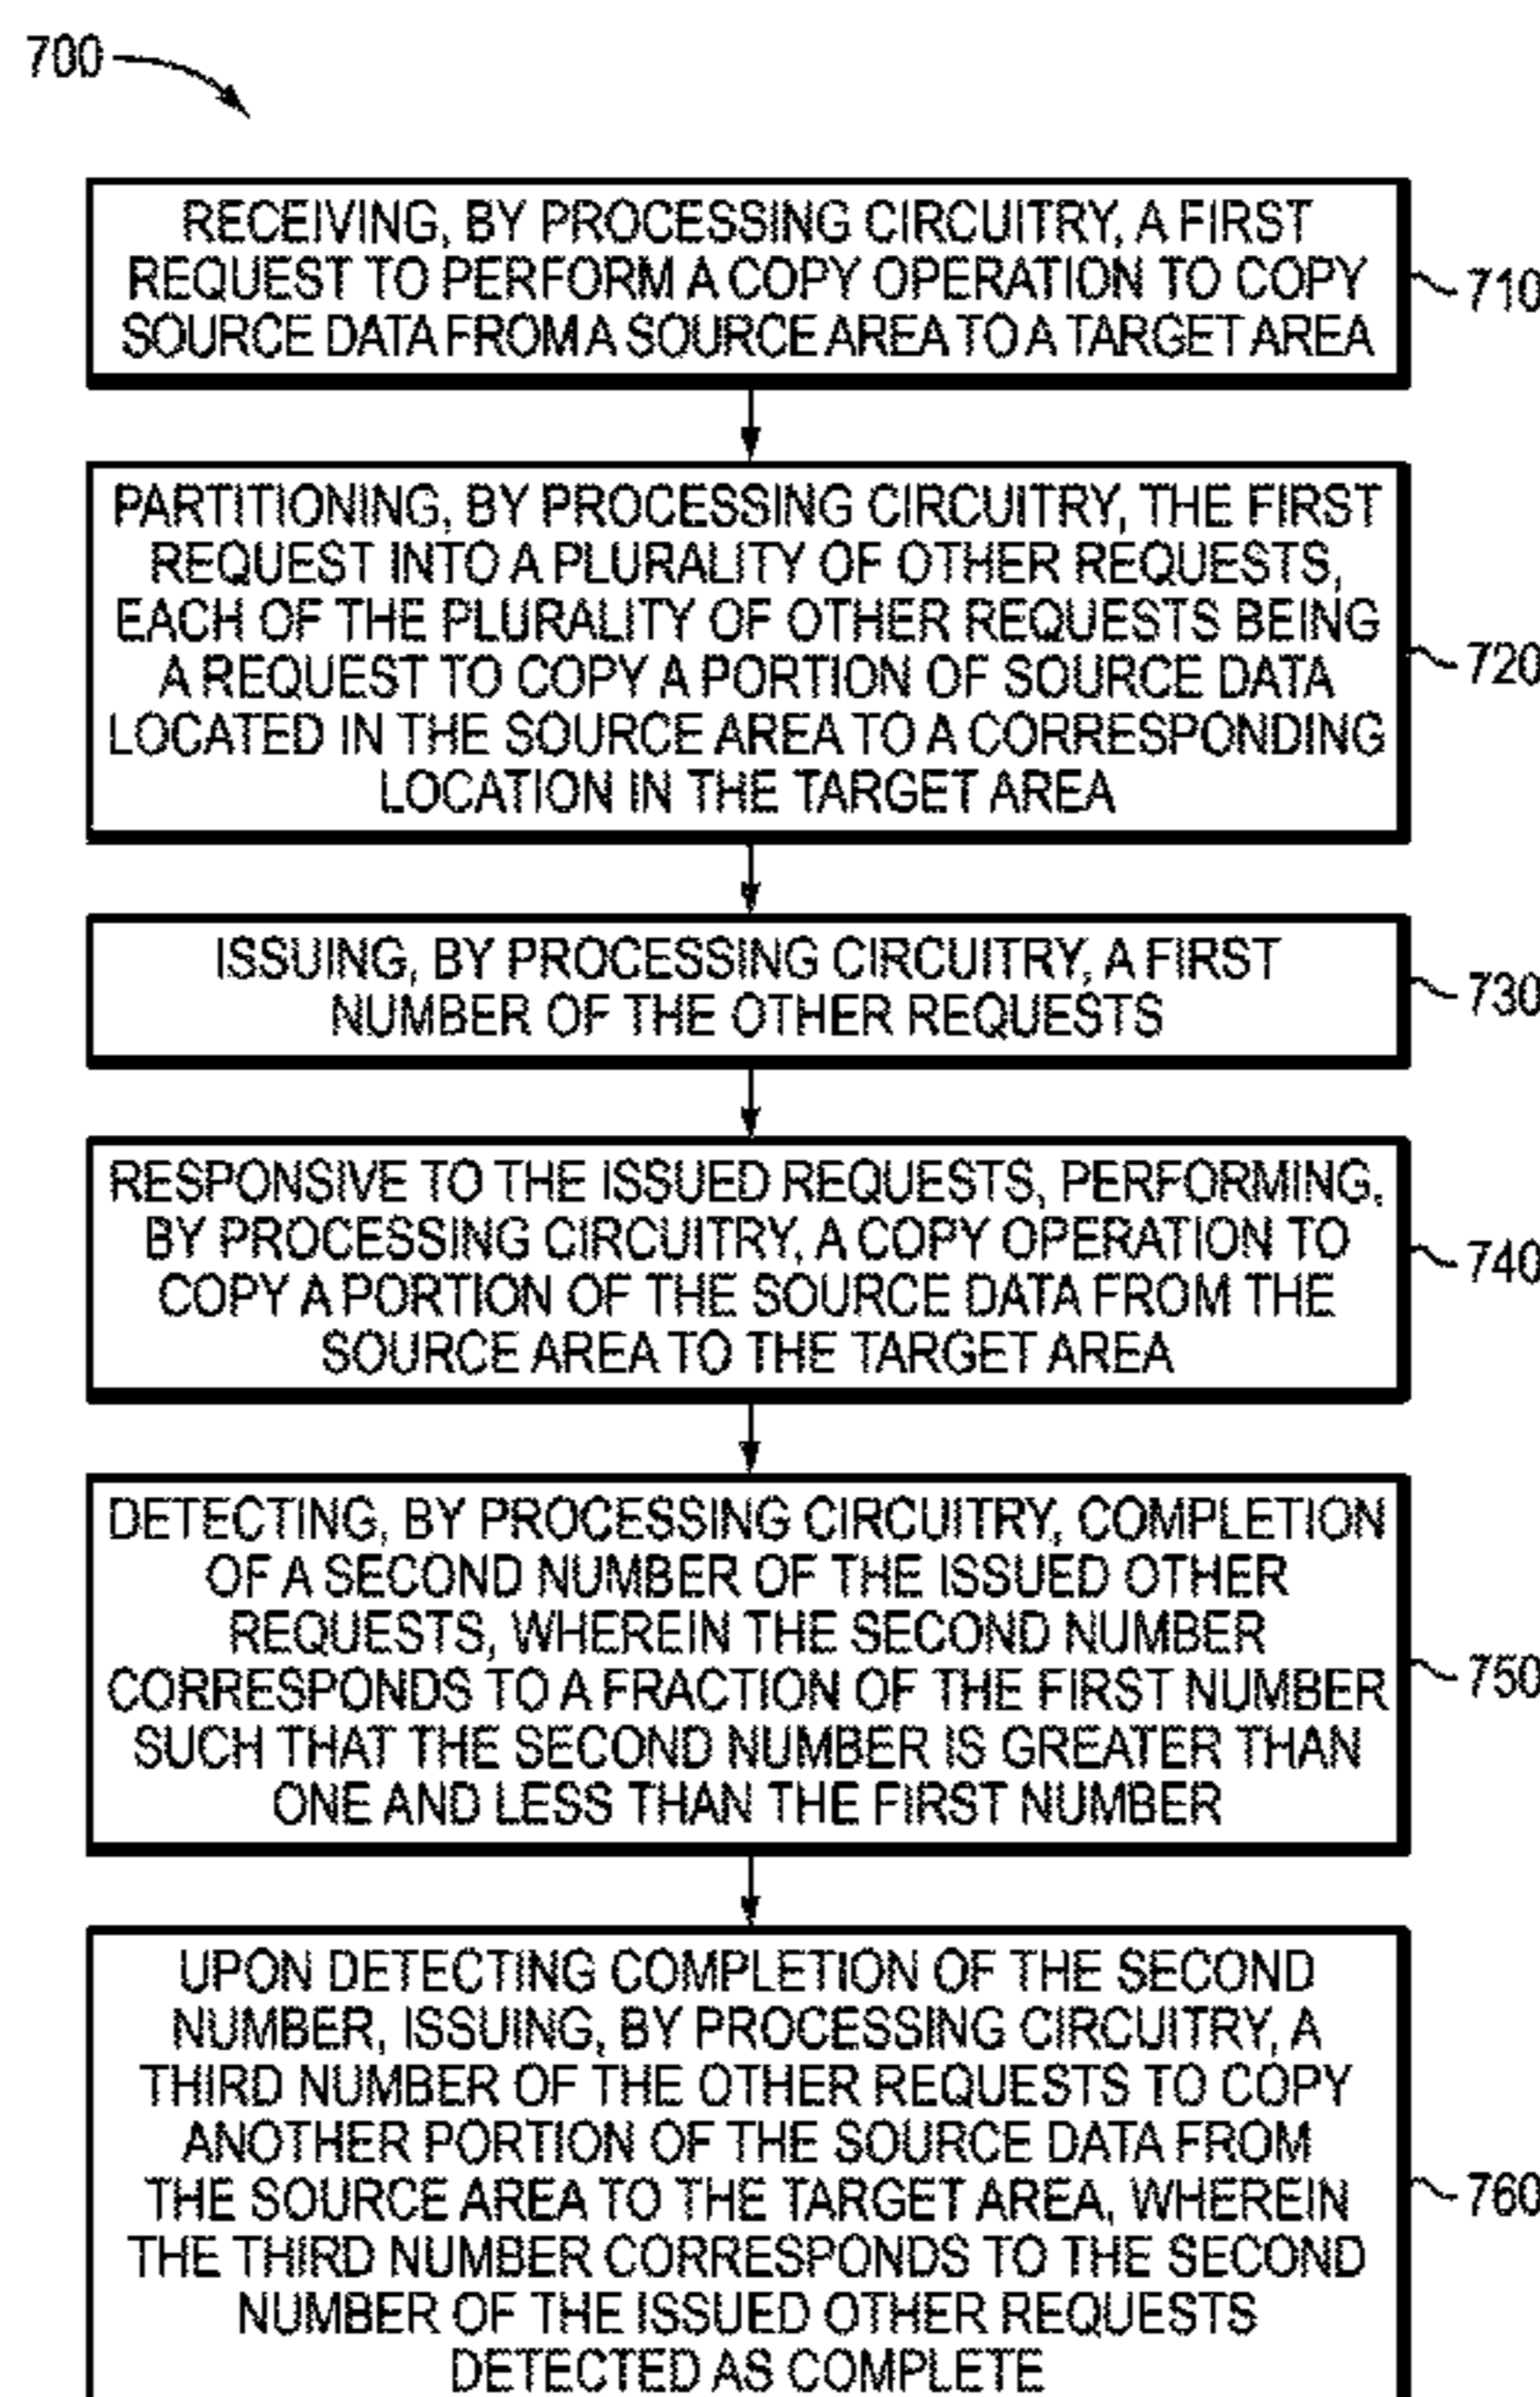 700
RECEIVING, BY PROCESSING CIRCUITRY, A FIRST
REQUEST TO PERFORM A COPY OPERATION TO COPY
SOURCE DATA FROM A SOURCE AREA TO A TARGET AREA
710
PARTITIONING, BY PROCESSING CIRCUITRY, THE FIRST
REQUEST INTO A PLURALITY OF OTHER REQUESTS,
EACH OF THE PLURALITY OF OTHER REQUESTS BEING
A REQUEST TO COPY A PORTION OF SOURCE DATA
LOCATED IN THE SOURCE AREA TO A CORRESPONDING
LOCATION IN THE TARGET AREA
720
ISSUING, BY PROCESSING CIRCUITRY, A FIRST
NUMBER OF THE OTHER REQUESTS
730
RESPONSIVE TO THE ISSUED REQUESTS, PERFORMING,
BY PROCESSING CIRCUITRY, A COPY OPERATION TO
COPY A PORTION OF THE SOURCE DATA FROM THE
SOURCE AREA TO THE TARGET AREA
740
DETECTING, BY PROCESSING CIRCUITRY, COMPLETION
OF A SECOND NUMBER OF THE ISSUED OTHER
REQUESTS, WHEREIN THE SECOND NUMBER
CORRESPONDS TO A FRACTION OF THE FIRST NUMBER
SUCH THAT THE SECOND NUMBER IS GREATER THAN
ONE AND LESS THAN THE FIRST NUMBER
750
UPON DETECTING COMPLETION OF THE SECOND
NUMBER, ISSUING, BY PROCESSING CIRCUITRY, A
THIRD NUMBER OF THE OTHER REQUESTS TO COPY
ANOTHER PORTION OF THE SOURCE DATA FROM
THE SOURCE AREA TO THE TARGET AREA, WHEREIN
THE THIRD NUMBER CORRESPONDS TO THE SECOND
NUMBER OF THE ISSUED OTHER REQUESTS
DETECTED AS COMPLETE
760